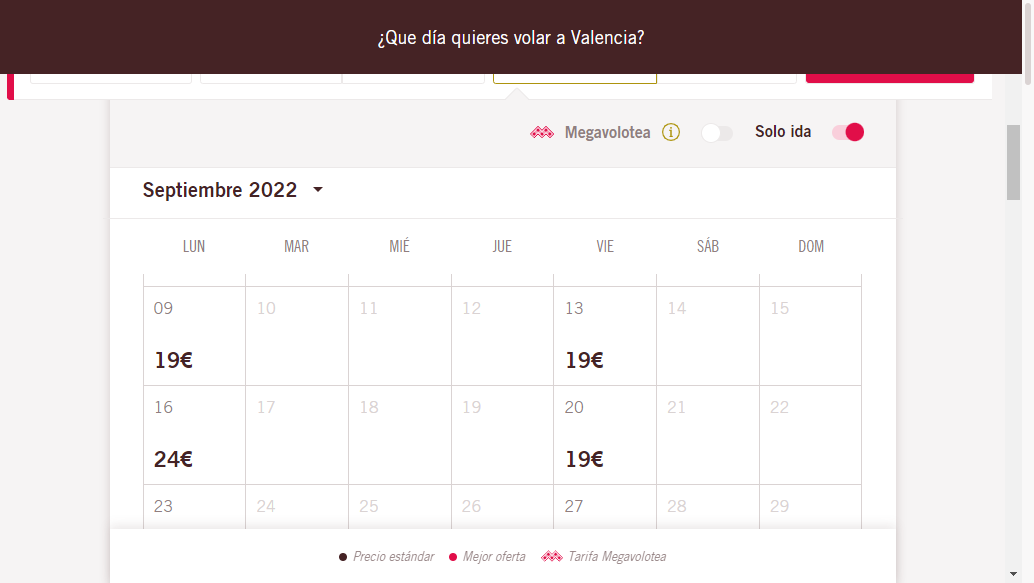 ¿Que día quieres volar a Valencia?
Megavolotea i Solo ida
Septiembre 2022
LUN MAR MIÉ JUE VIE SÁB DOM
09 10 11 12 13 14 15
19€ 19€
16 17 18 19 20 21 22
24€ 19€
23 24 25 26 27 28 29
Precio estándar Mejor oferta Tarifa Megavolotea